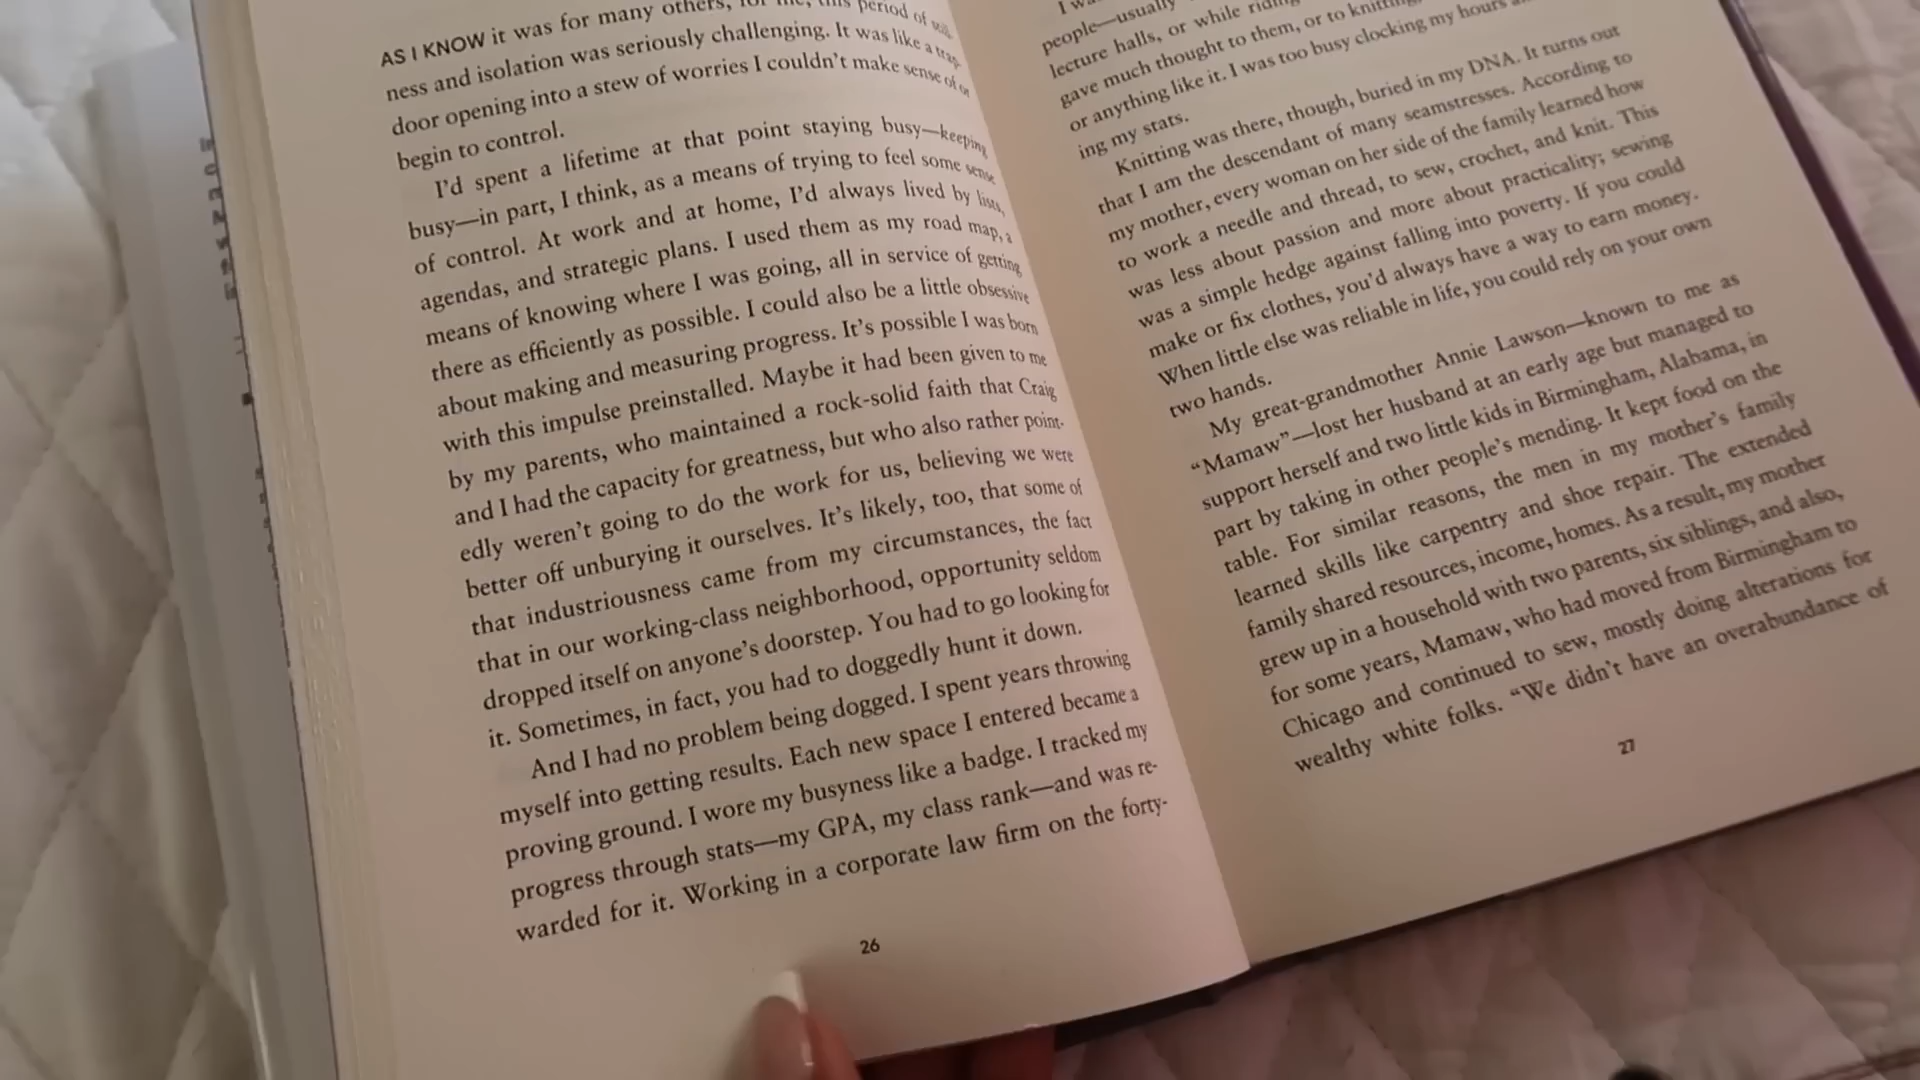 AS I KNOW it was for many others, for me, this period of still-
ness and isolation was seriously challenging. It was like a trap-
door opening into a stew of worries I couldn't make sense of or
begin to control.
I'd spent a lifetime at that point staying busy—keeping
busy—in part, I think, as a means of trying to feel some sense
of control. At work and at home, I'd always lived by lists,
agendas, and strategic plans. I used them as my road map, a
means of knowing where I was going, all in service of getting
there as efficiently as possible. I could also be a little obsessive
about making and measuring progress. It's possible I was born
with this impulse preinstalled. Maybe it had been given to me
by my parents, who maintained a rock-solid faith that Craig
and I had the capacity for greatness, but who also rather point-
edly weren't going to do the work for us, believing we were
better off unburying it ourselves. It's likely, too, that some of
that industriousness came from my circumstances, the fact
that in our working-class neighborhood, opportunity seldom
dropped itself on anyone's doorstep. You had to go looking for
it. Sometimes, in fact, you had to doggedly hunt it down.
And I had no problem being dogged. I spent years throwing
myself into getting results. Each new space I entered became a
proving ground. I wore my busyness like a badge. I tracked my
progress through stats—my GPA, my class rank—and was re-
warded for it. Working in a corporate law firm on the forty-
26
people—usually
lecture halls, or while riding
gave much thought to them, or to knitting,
or anything like it. I was too busy clocking my hours
ing my stats.
Knitting was there, though, buried in my DNA. It turns out
that I am the descendant of many seamstresses. According to
my mother, every woman on her side of the family learned how
to work a needle and thread, to sew, crochet, and knit. This
was less about passion and more about practicality; sewing
was a simple hedge against falling into poverty. If you could
make or fix clothes, you'd always have a way to earn money.
When little else was reliable in life, you could rely on your own
two hands.
My great-grandmother Annie Lawson—known to me as
“Mamaw”—lost her husband at an early age but managed to
support herself and two little kids in Birmingham, Alabama, in
part by taking in other people's mending. It kept food on the
table. For similar reasons, the men in my mother's family
learned skills like carpentry and shoe repair. The extended
family shared resources, income, homes. As a result, my mother
grew up in a household with two parents, six siblings, and also,
for some years, Mamaw, who had moved from Birmingham to
Chicago and continued to sew, mostly doing alterations for
wealthy white folks. “We didn't have an overabundance of
27